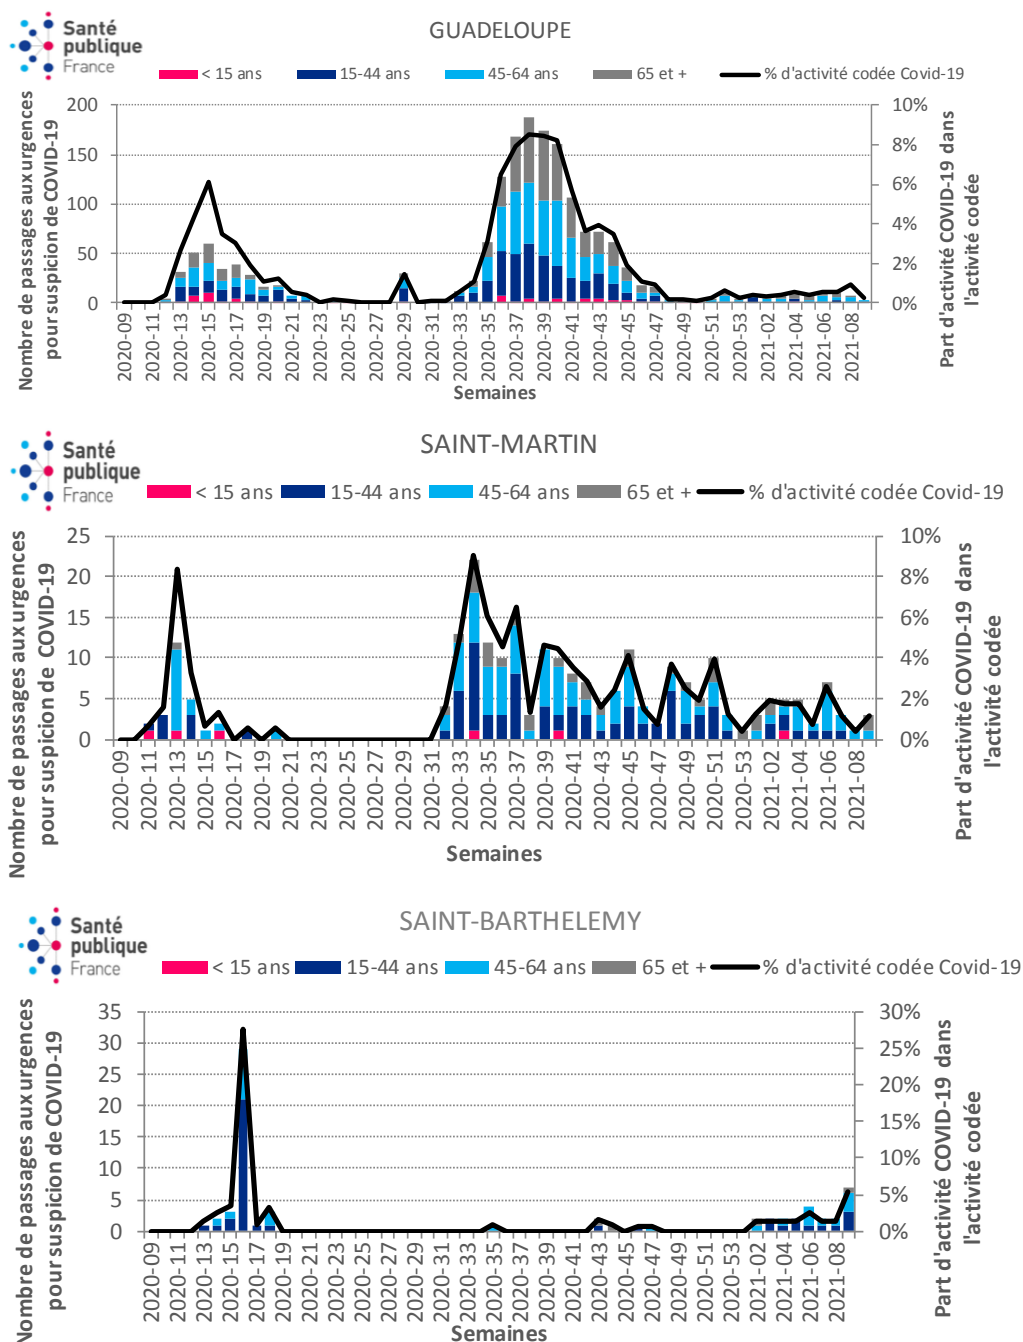 Santé
publique
France
GUADELOUPE
< 15 ans 15-44 ans 45-64 ans 65 et + % d'activité codée Covid-19
Nombre de passages aux urgences
pour suspicion de COVID-19
200
150
100
50
0
10%
8%
6%
4%
2%
0%
Part d'activité COVID-19 dans
l'activité codée
2020-09 2020-11 2020-13 2020-15 2020-17 2020-19 2020-21 2020-23 2020-25 2020-27 2020-29 2020-31 2020-33 2020-35 2020-37 2020-39 2020-41 2020-43 2020-45 2020-47 2020-49 2020-51 2020-53 2021-02 2021-04 2021-06 2021-08
Semaines
Santé
publique
France
SAINT-MARTIN
< 15 ans 15-44 ans 45-64 ans 65 et + % d'activité codée Covid-19
Nombre de passages aux urgences
pour suspicion de COVID-19
25
20
15
10
5
0
10%
8%
6%
4%
2%
0%
Part d'activité COVID-19 dans
l'activité codée
2020-09 2020-11 2020-13 2020-15 2020-17 2020-19 2020-21 2020-23 2020-25 2020-27 2020-29 2020-31 2020-33 2020-35 2020-37 2020-39 2020-41 2020-43 2020-45 2020-47 2020-49 2020-51 2020-53 2021-02 2021-04 2021-06 2021-08
Semaines
Santé
publique
France
SAINT-BARTHELEMY
< 15 ans 15-44 ans 45-64 ans 65 et + % d'activité codée Covid-19
Nombre de passages aux urgences
pour suspicion de COVID-19
35
30
25
20
15
10
5
0
30%
25%
20%
15%
10%
5%
0%
Part d'activité COVID-19 dans
l'activité codée
2020-09 2020-11 2020-13 2020-15 2020-17 2020-19 2020-21 2020-23 2020-25 2020-27 2020-29 2020-31 2020-33 2020-35 2020-37 2020-39 2020-41 2020-43 2020-45 2020-47 2020-49 2020-51 2020-53 2021-02 2021-04 2021-06 2021-08
Semaines